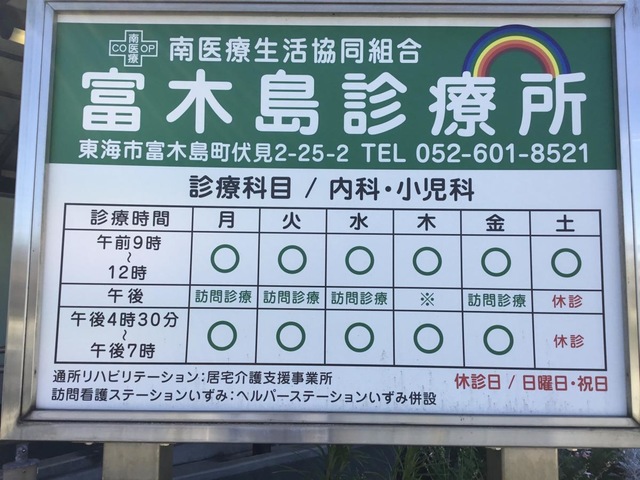 南医療 CO OP 南医療生活協同組合
富木島診療所
東海市富木島町伏見2-25-2 TEL 052-601-8521
診療科目 / 内科・小児科
診療時間 月 火 水 木 金 土
午前9時~12時 ○ ○ ○ ○ ○ ○
午後 訪問診療 訪問診療 訪問診療 ※ 訪問診療 休診
午後4時30分~午後7時 ○ ○ ○ ○ ○ 休診
通所リハビリテーション:居宅介護支援事業所
訪問看護ステーションいずみ:ヘルパーステーションいずみ併設
休診日 / 日曜日・祝日